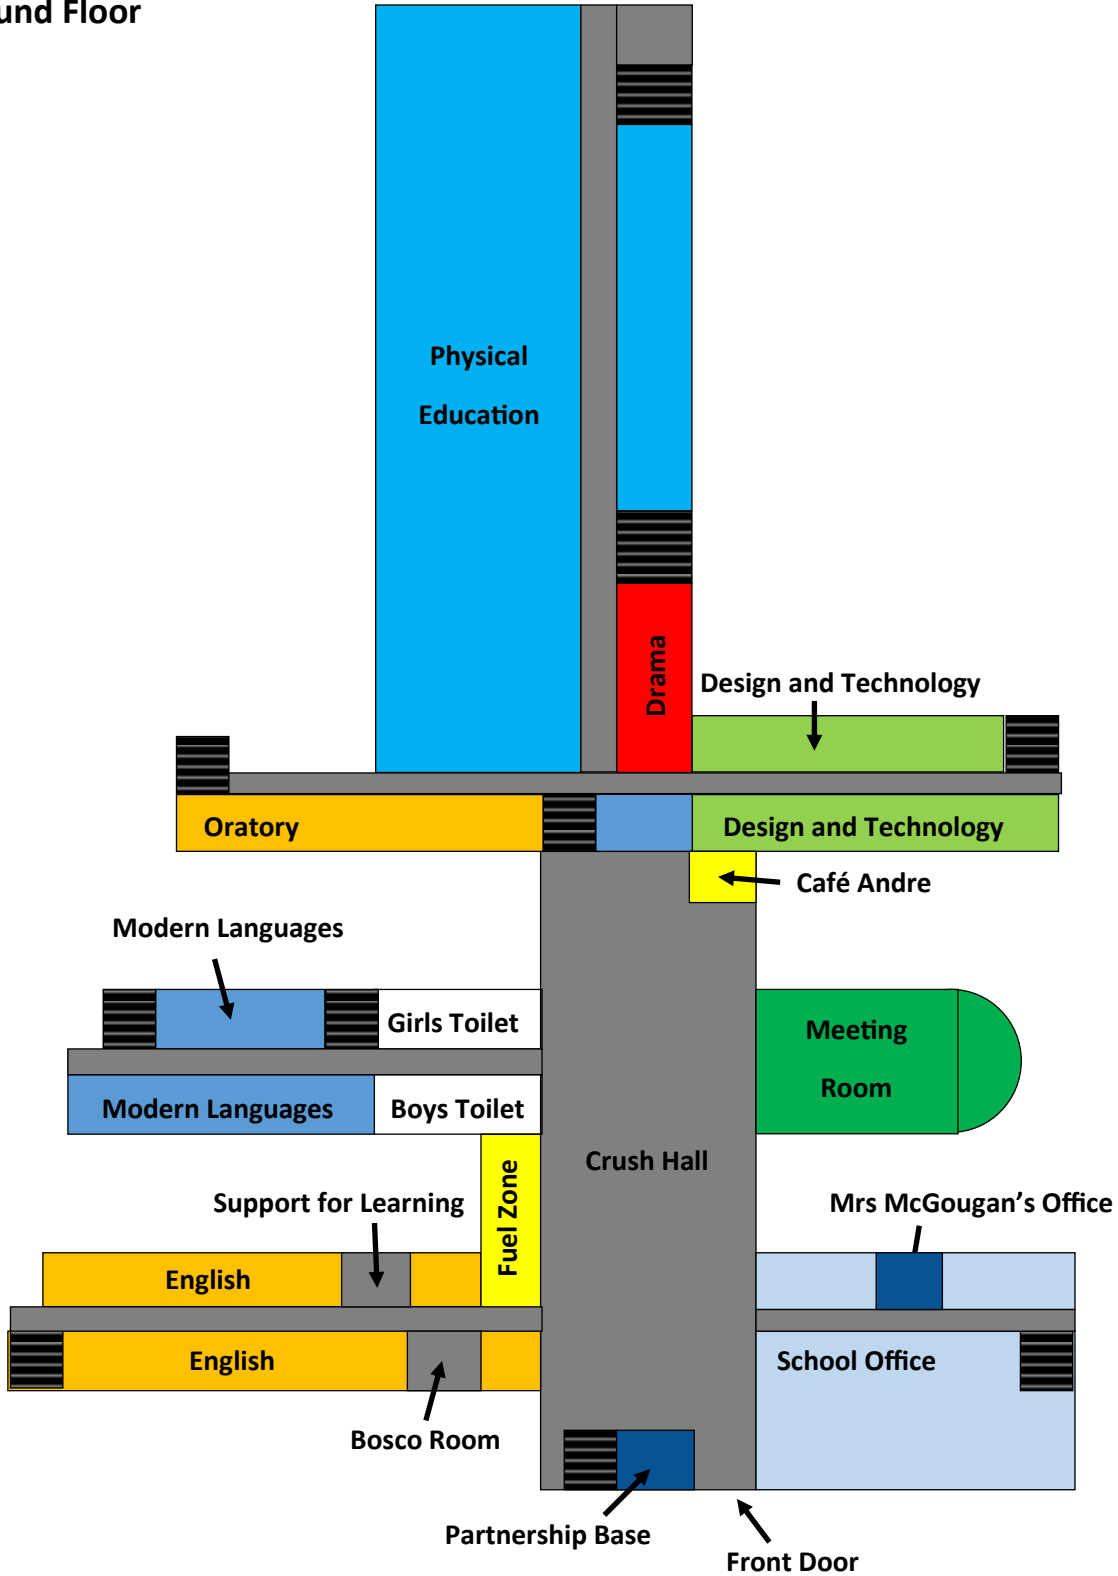 und Floor
Physical
Education
Drama
Design and Technology
Oratory
Design and Technology
Café Andre
Modern Languages
Girls Toilet
Meeting
Room
Modern Languages
Boys Toilet
Crush Hall
Fuel Zone
Support for Learning
Mrs McGougan’s Office
English
English
School Office
Bosco Room
Partnership Base
Front Door